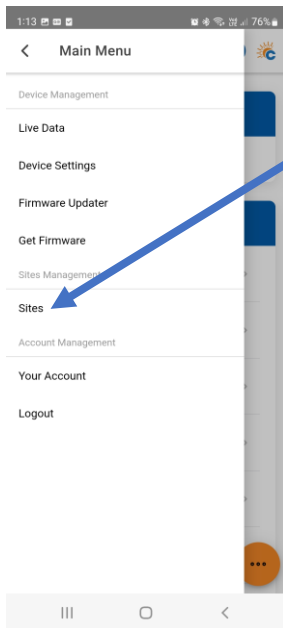 1:13 76%
Main Menu
Device Management
Live Data
Device Settings
Firmware Updater
Get Firmware
Sites Management
Sites
Account Management
Your Account
Logout